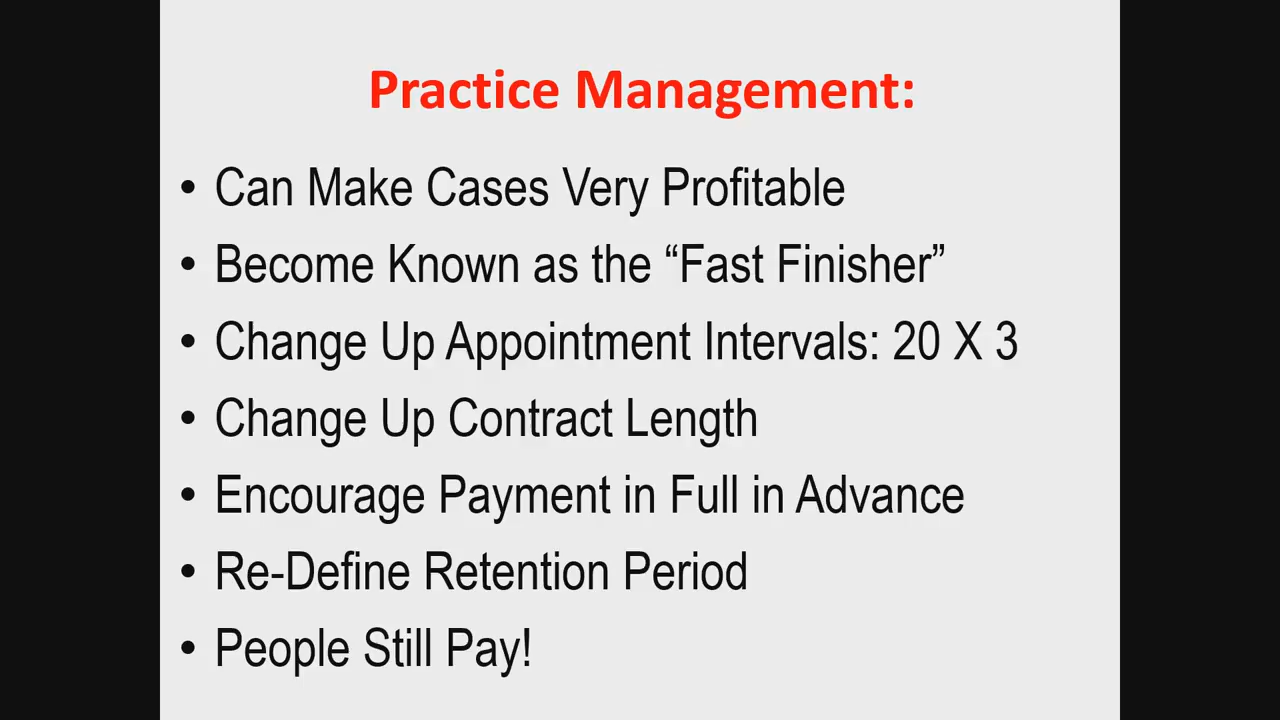 Practice Management:
• Can Make Cases Very Profitable
• Become Known as the “Fast Finisher”
• Change Up Appointment Intervals: 20 X 3
• Change Up Contract Length
• Encourage Payment in Full in Advance
• Re-Define Retention Period
• People Still Pay!